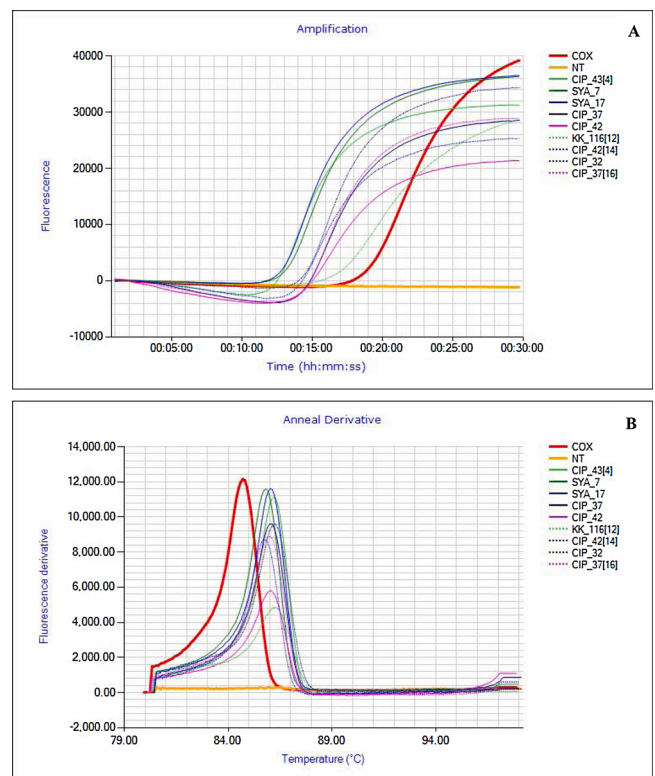 Amplification
A
Fluorescence
40000
30000
20000
10000
0
-10000
00:05:00 00:10:00 00:15:00 00:20:00 00:25:00 00:30:00
Time (hh:mm:ss)
COX
NT
CIP_43[4]
SYA_7
SYA_17
CIP_37
CIP_42
KK_116[12]
CIP_42[14]
CIP_32
CIP_37[16]
Anneal Derivative
B
Fluorescence derivative
14,000.00
12,000.00
10,000.00
8,000.00
6,000.00
4,000.00
2,000.00
0.00
-2,000.00
79.00 84.00 89.00 94.00
Temperature (°C)
COX
NT
CIP_43[4]
SYA_7
SYA_17
CIP_37
CIP_42
KK_116[12]
CIP_42[14]
CIP_32
CIP_37[16]